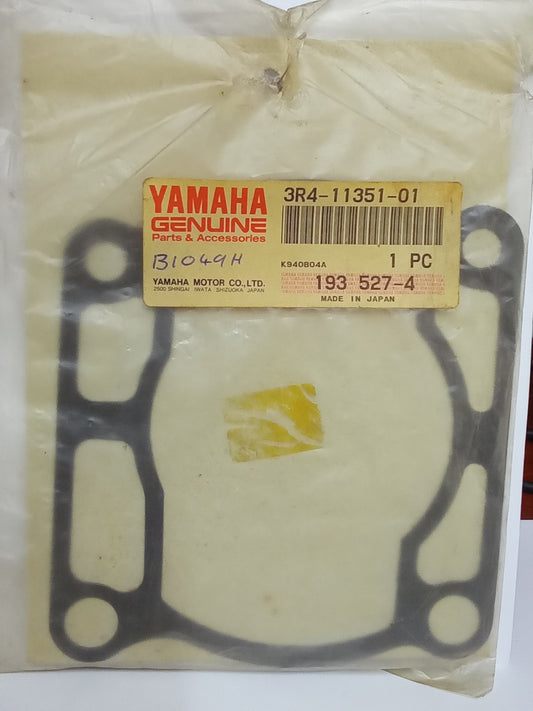 YAMAHA
GENUINE
Parts & Accessories
B1049H
YAMAHA MOTOR CO.,LTD.
2500 SHINGAI IWATA SHIZUOKA JAPAN
3R4-11351-01
K940804A
1 PC
193 527-4
MADE IN JAPAN